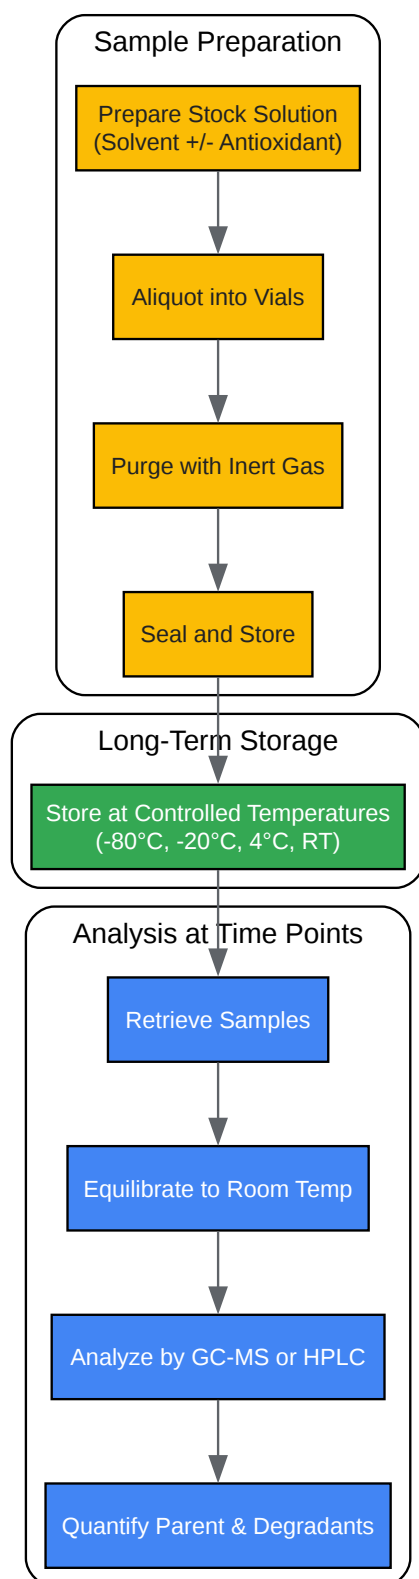 Sample Preparation
Prepare Stock Solution
(Solvent +/- Antioxidant)
Aliquot into Vials
Purge with Inert Gas
Seal and Store
Long-Term Storage
Store at Controlled Temperatures
(-80°C, -20°C, 4°C, RT)
Analysis at Time Points
Retrieve Samples
Equilibrate to Room Temp
Analyze by GC-MS or HPLC
Quantify Parent & Degradants